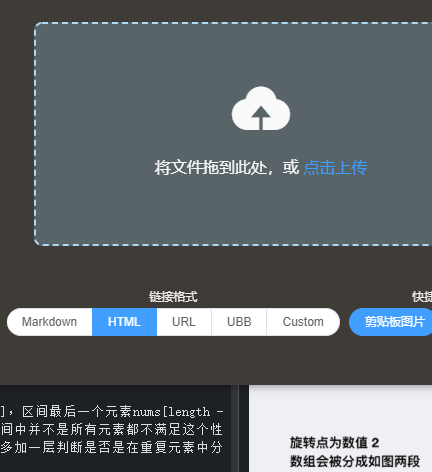 将文件拖到此处，或 点击上传
链接格式
快捷
Markdown HTML URL UBB Custom 剪贴板图片
]，区间最后一个元素nums[length -
间中并不是所有元素都不满足这个性
多加一层判断是否是在重复元素中分
旋转点为数值 2
数组会被分成如图两段